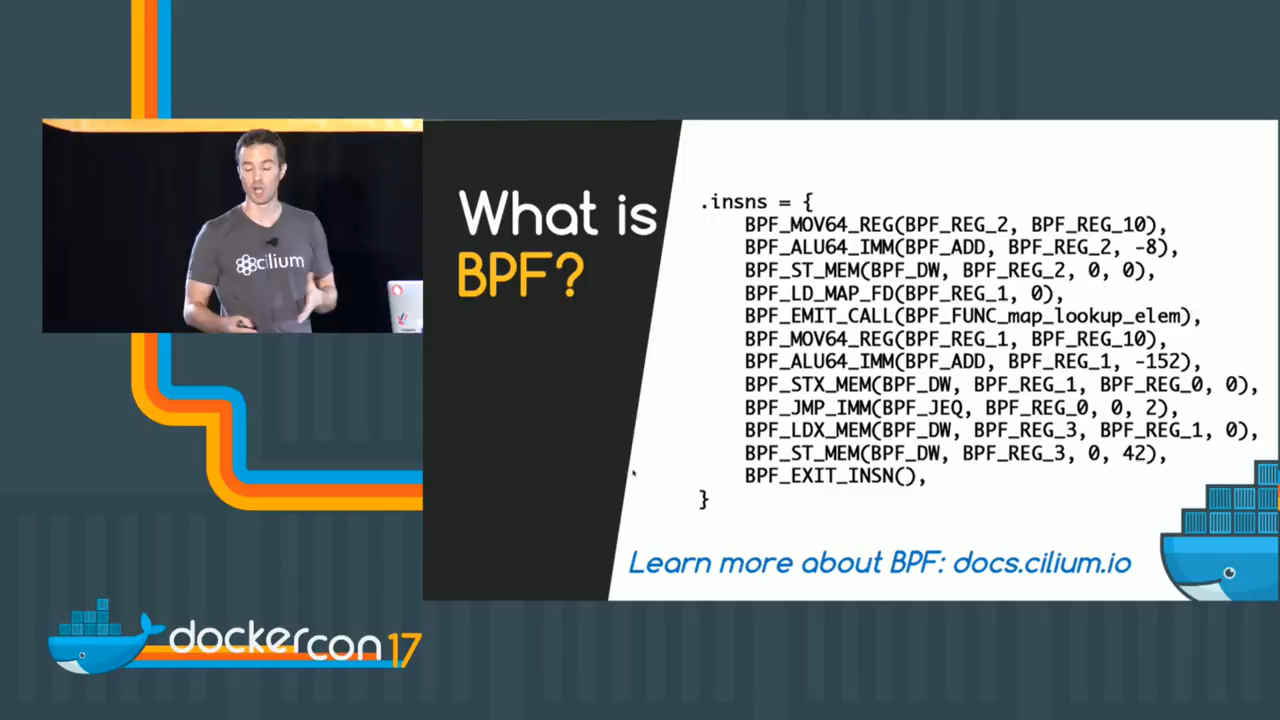 What is
BPF?
.insns = {
BPF_MOV64_REG(BPF_REG_2, BPF_REG_10),
BPF_ALU64_IMM(BPF_ADD, BPF_REG_2, -8),
BPF_ST_MEM(BPF_DW, BPF_REG_2, 0, 0),
BPF_LD_MAP_FD(BPF_REG_1, 0),
BPF_EMIT_CALL(BPF_FUNC_map_lookup_elem),
BPF_MOV64_REG(BPF_REG_1, BPF_REG_10),
BPF_ALU64_IMM(BPF_ADD, BPF_REG_1, -152),
BPF_STX_MEM(BPF_DW, BPF_REG_1, BPF_REG_0, 0),
BPF_JMP_IMM(BPF_JEQ, BPF_REG_0, 0, 2),
BPF_LDX_MEM(BPF_DW, BPF_REG_3, BPF_REG_1, 0),
BPF_ST_MEM(BPF_DW, BPF_REG_3, 0, 42),
BPF_EXIT_INSN(),
}
Learn more about BPF: docs.cilium.io
cilium
dockercon 17